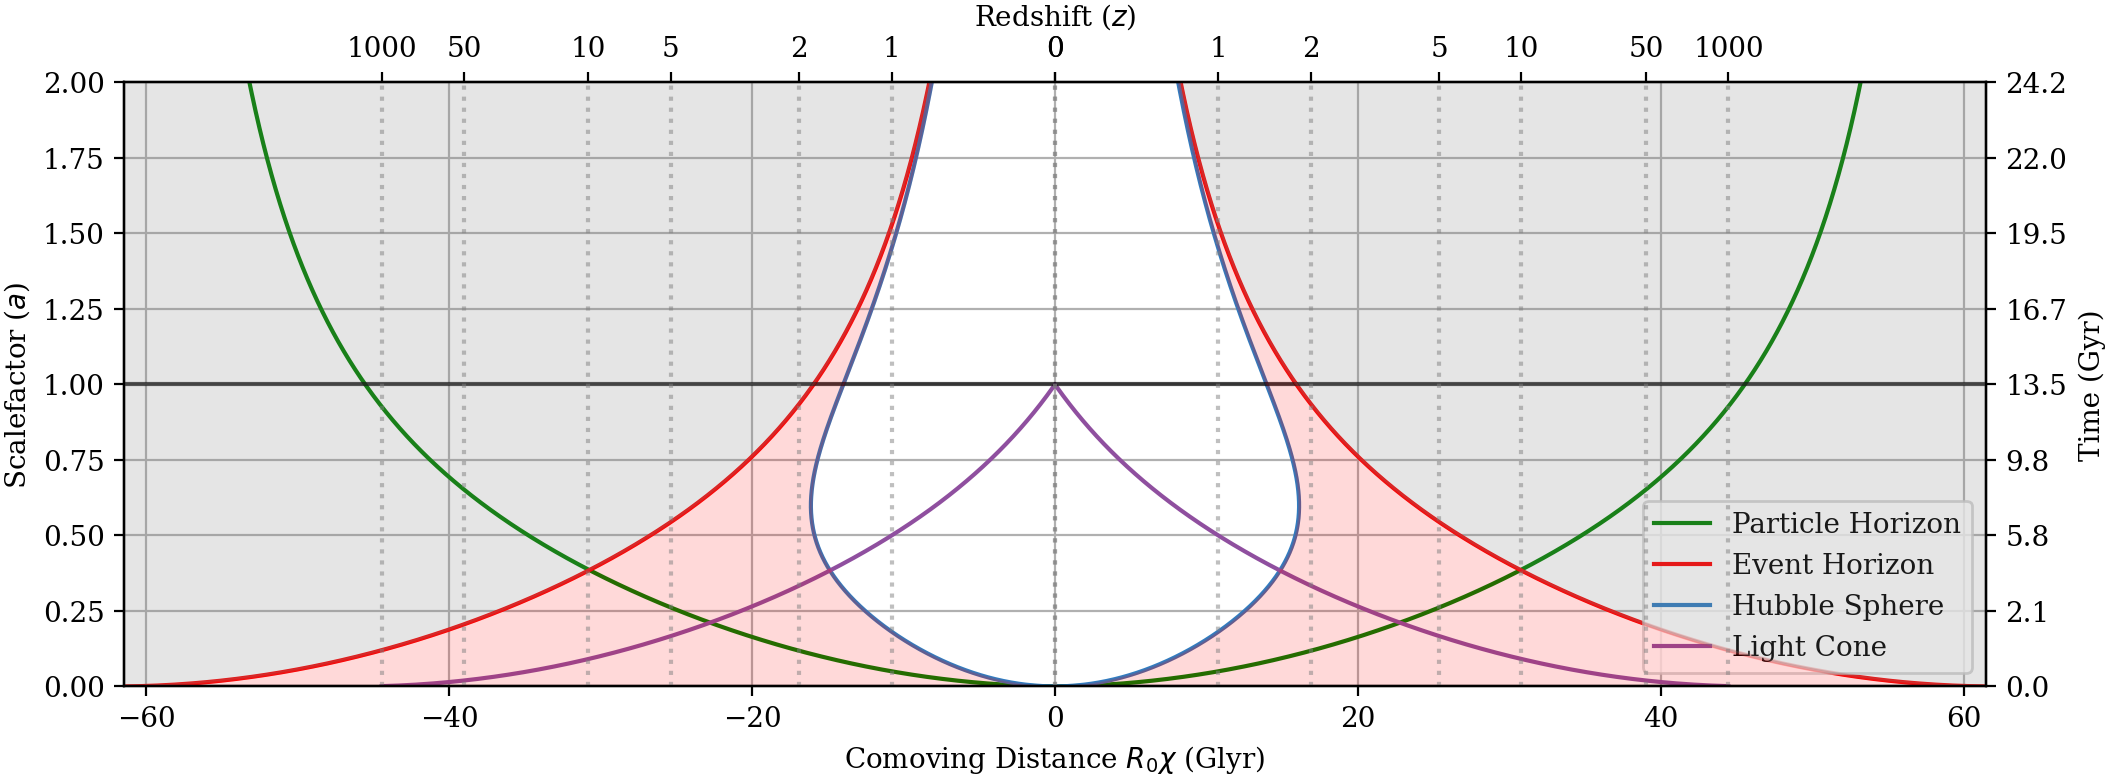 Redshift (z)
1000 50 10 5 2 1 0 1 2 5 10 50 1000
2.00 24.2
1.75 22.0
1.50 19.5
1.25 16.7
1.00 13.5
0.75 9.8
0.50 5.8
0.25 2.1
0.00 0.0
Scalefactor (a)
Time (Gyr)
Particle Horizon
Event Horizon
Hubble Sphere
Light Cone
−60 −40 −20 0 20 40 60
Comoving Distance R₀χ (Glyr)